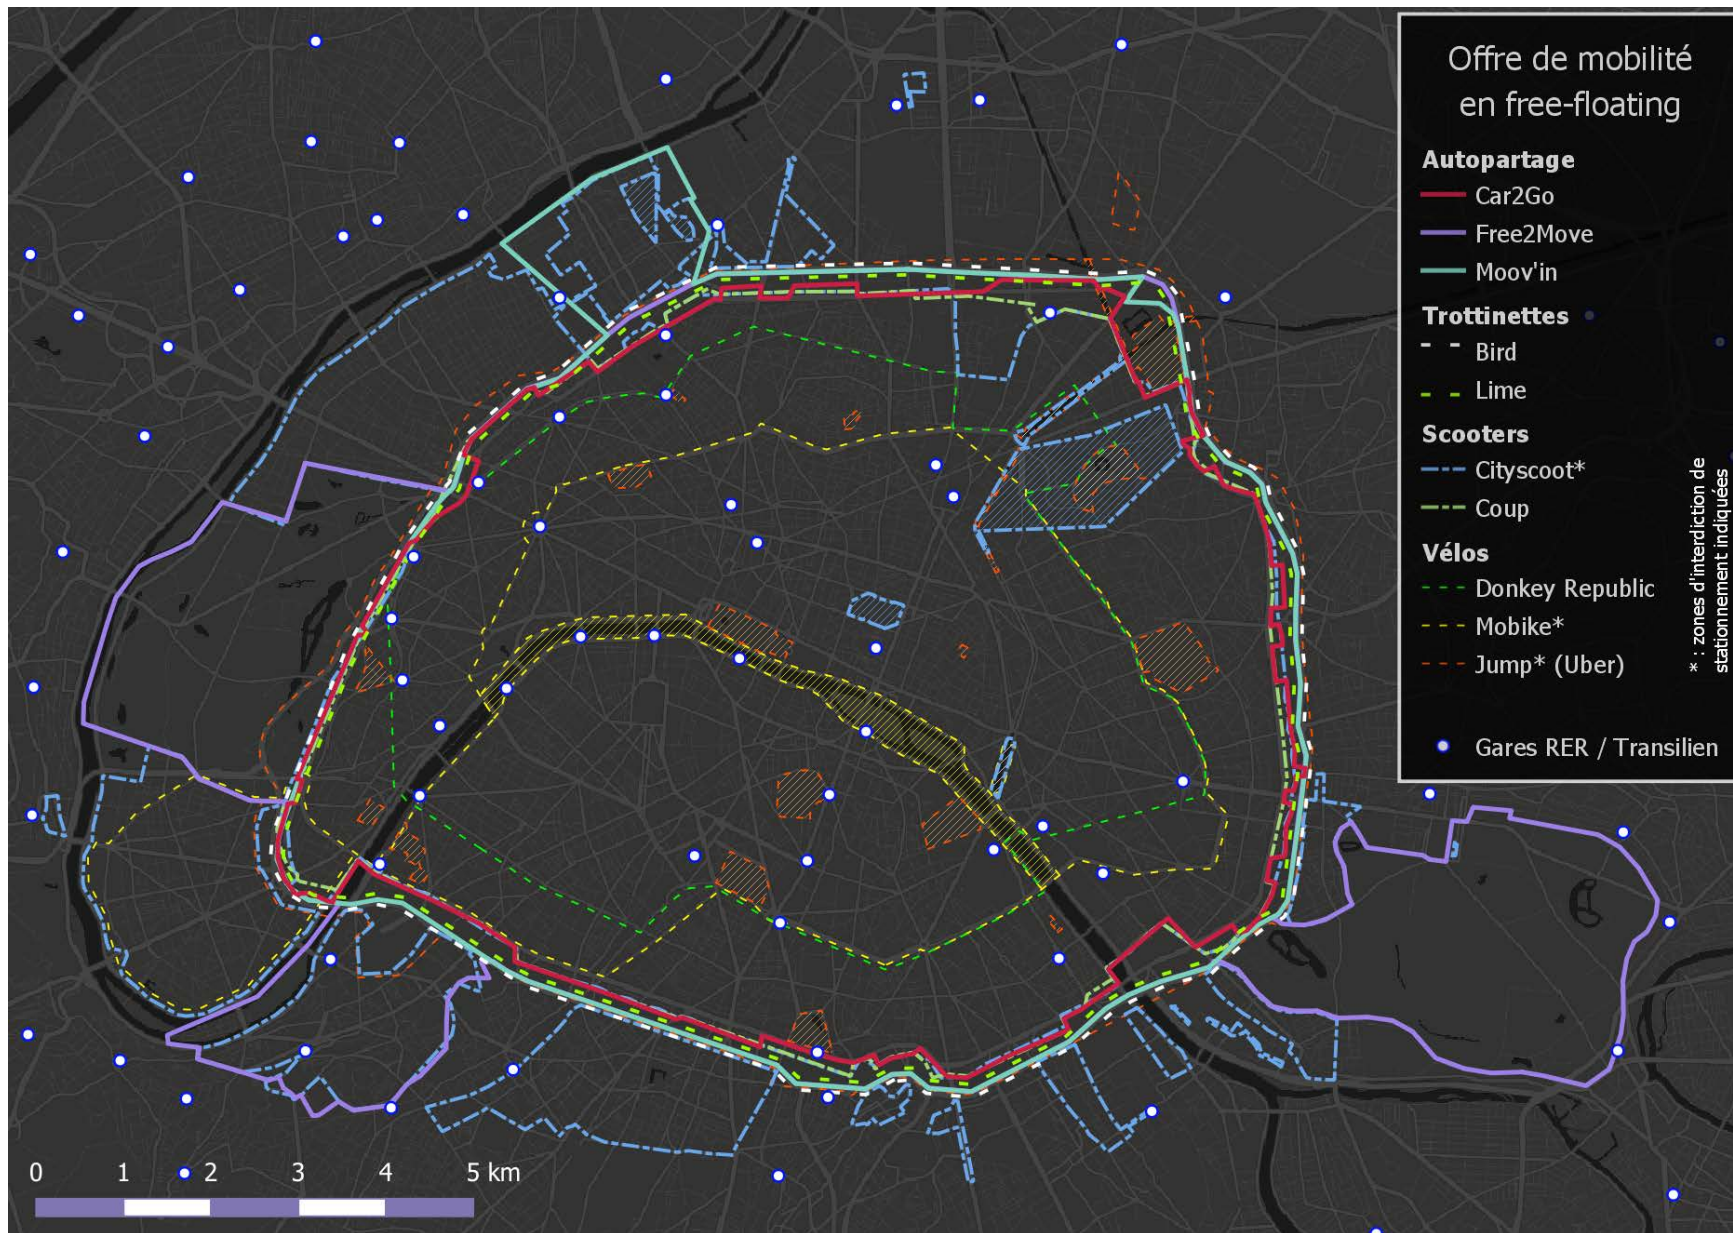 Offre de mobilité
en free-floating
Autopartage
Car2Go
Free2Move
Moov'in
Trottinettes
Bird
Lime
Scooters
Cityscoot*
Coup
Vélos
Donkey Republic
Mobike*
Jump* (Uber)
* : zones d'interdiction de
stationnement indiquées
Gares RER / Transilien
0 1 2 3 4 5 km